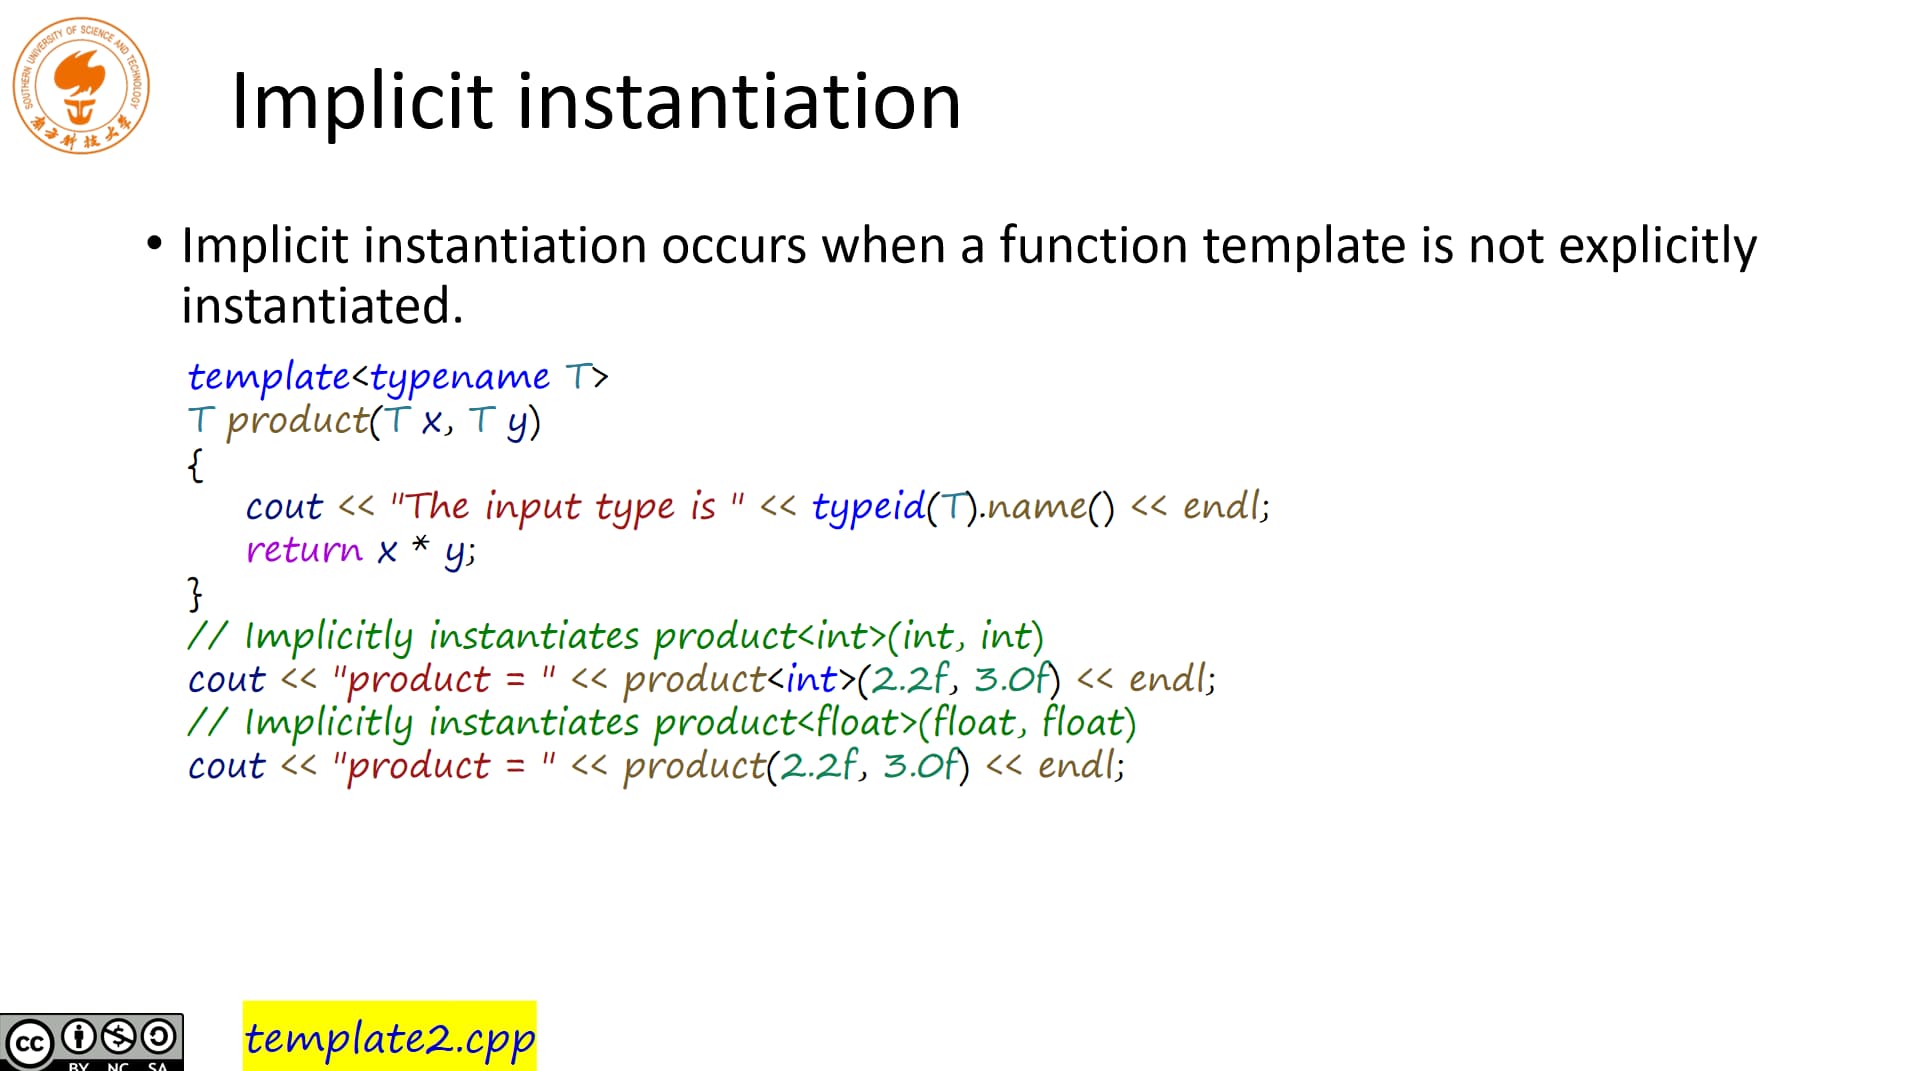 SOUTHERN UNIVERSITY OF SCIENCE AND TECHNOLOGY
南方科技大学
Implicit instantiation
• Implicit instantiation occurs when a function template is not explicitly
instantiated.
template<typename T>
T product(T x, T y)
{
cout << "The input type is " << typeid(T).name() << endl;
return x * y;
}
// Implicitly instantiates product<int>(int, int)
cout << "product = " << product<int>(2.2f, 3.0f) << endl;
// Implicitly instantiates product<float>(float, float)
cout << "product = " << product(2.2f, 3.0f) << endl;
cc
BY NC SA
template2.cpp